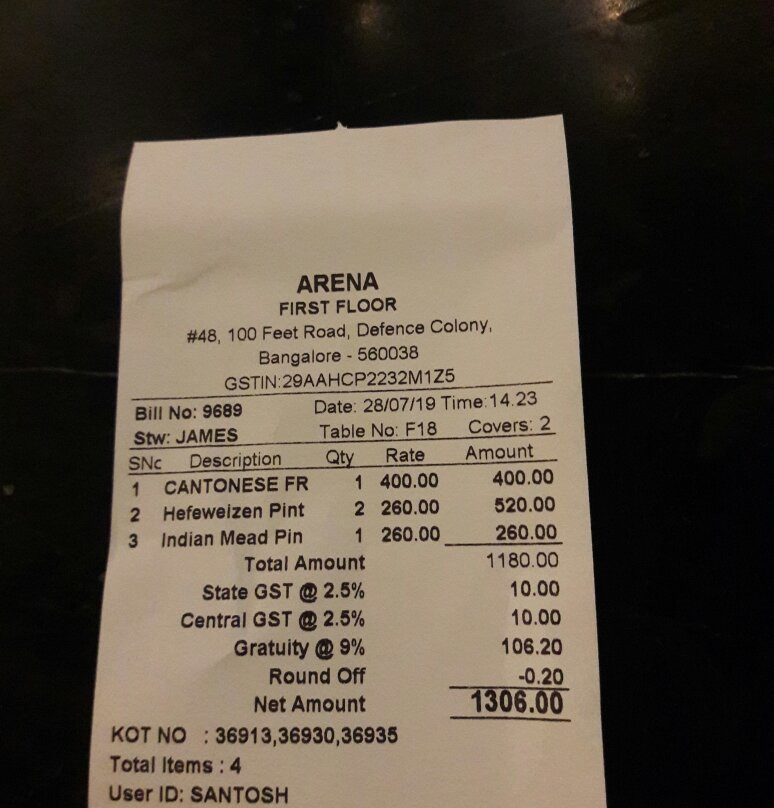 ARENA
FIRST FLOOR
#48, 100 Feet Road, Defence Colony,
Bangalore - 560038
GSTIN:29AAHCP2232M1Z5
Bill No: 9689 Date: 28/07/19 Time:14.23
Stw: JAMES Table No: F18 Covers: 2
SNc Description Qty Rate Amount
1 CANTONESE FR 1 400.00 400.00
2 Hefeweizen Pint 2 260.00 520.00
3 Indian Mead Pin 1 260.00 260.00
Total Amount 1180.00
State GST @ 2.5% 10.00
Central GST @ 2.5% 10.00
Gratuity @ 9% 106.20
Round Off -0.20
Net Amount 1306.00
KOT NO : 36913,36930,36935
Total Items : 4
User ID: SANTOSH